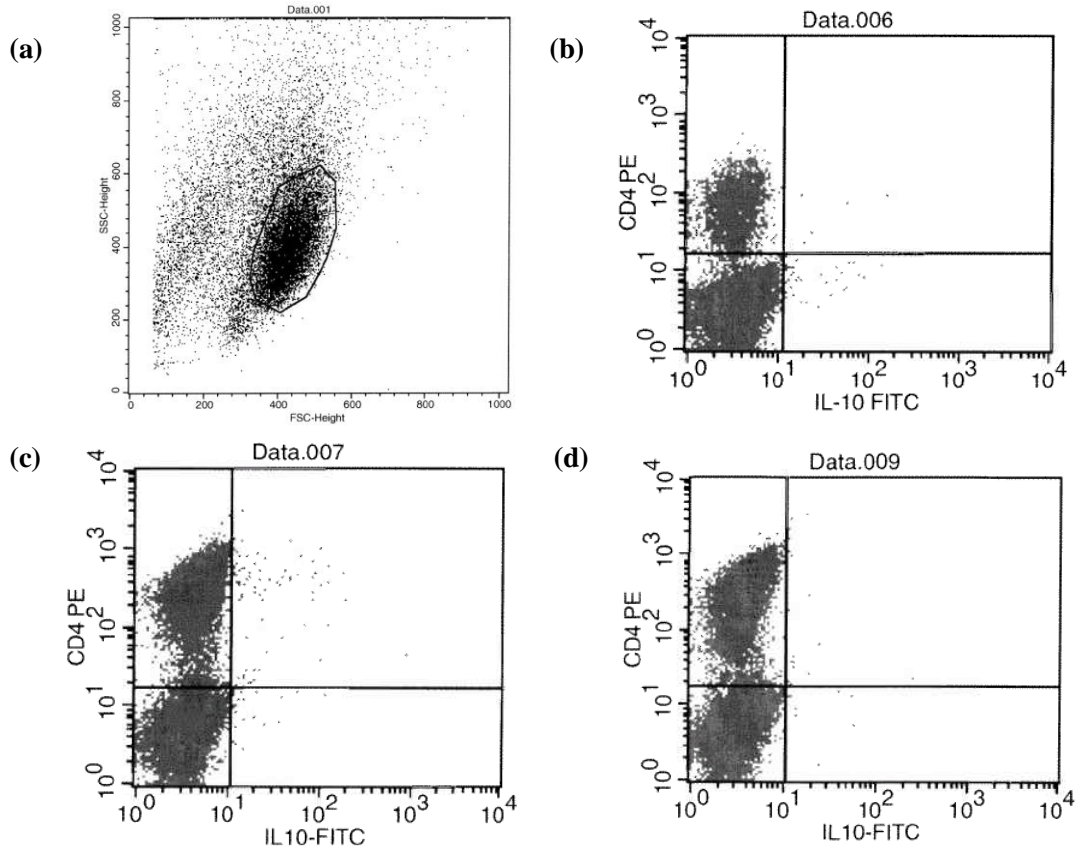 (a)
Data.001
SSC-Height
1000
800
600
400
200
0
0 200 400 600 800 1000
FSC-Height
(b)
Data.006
CD4 PE
10^4
10^3
10^2
10^1
10^0
10^0 10^1 10^2 10^3 10^4
IL-10 FITC
(c)
Data.007
CD4 PE
10^4
10^3
10^2
10^1
10^0
10^0 10^1 10^2 10^3 10^4
IL10-FITC
(d)
Data.009
CD4 PE
10^4
10^3
10^2
10^1
10^0
10^0 10^1 10^2 10^3 10^4
IL10-FITC